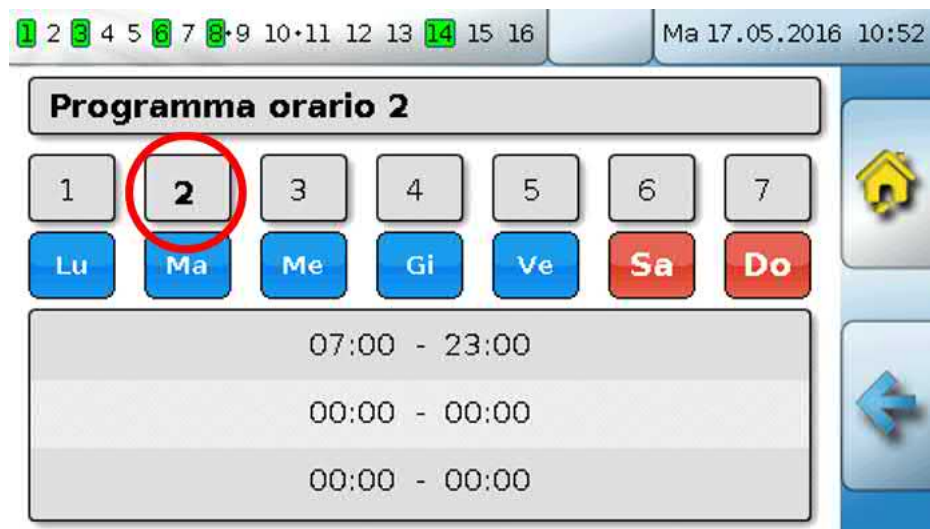 1 2 3 4 5 6 7 8·9 10·11 12 13 14 15 16 Ma 17.05.2016 10:52
Programma orario 2
1 2 3 4 5 6 7
Lu Ma Me Gi Ve Sa Do
07:00 - 23:00
00:00 - 00:00
00:00 - 00:00